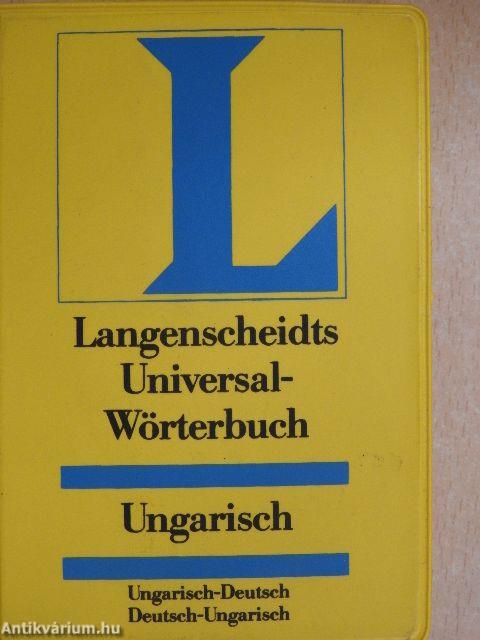 L
Langenscheidts
Universal-
Wörterbuch
Ungarisch
Ungarisch-Deutsch
Deutsch-Ungarisch
Antikvárium.hu